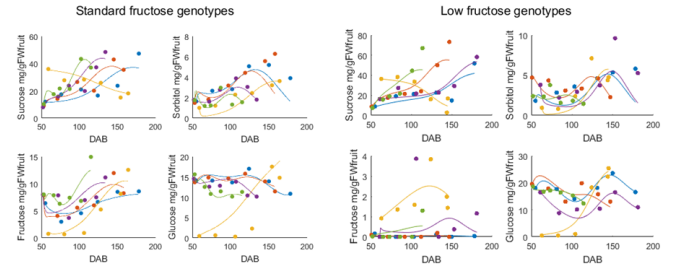 Standard fructose genotypes
Low fructose genotypes
Sucrose mg/gFWfruit
60
40
20
0
50 100 150 200
DAB
Sorbitol mg/gFWfruit
8
6
4
2
0
50 100 150 200
DAB
Sucrose mg/gFWfruit
80
60
40
20
0
50 100 150 200
DAB
Sorbitol mg/gFWfruit
10
5
0
50 100 150 200
DAB
Fructose mg/gFWfruit
15
10
5
0
50 100 150 200
DAB
Glucose mg/gFWfruit
20
15
10
5
0
50 100 150 200
DAB
Fructose mg/gFWfruit
4
3
2
1
0
50 100 150 200
DAB
Glucose mg/gFWfruit
30
20
10
0
50 100 150 200
DAB